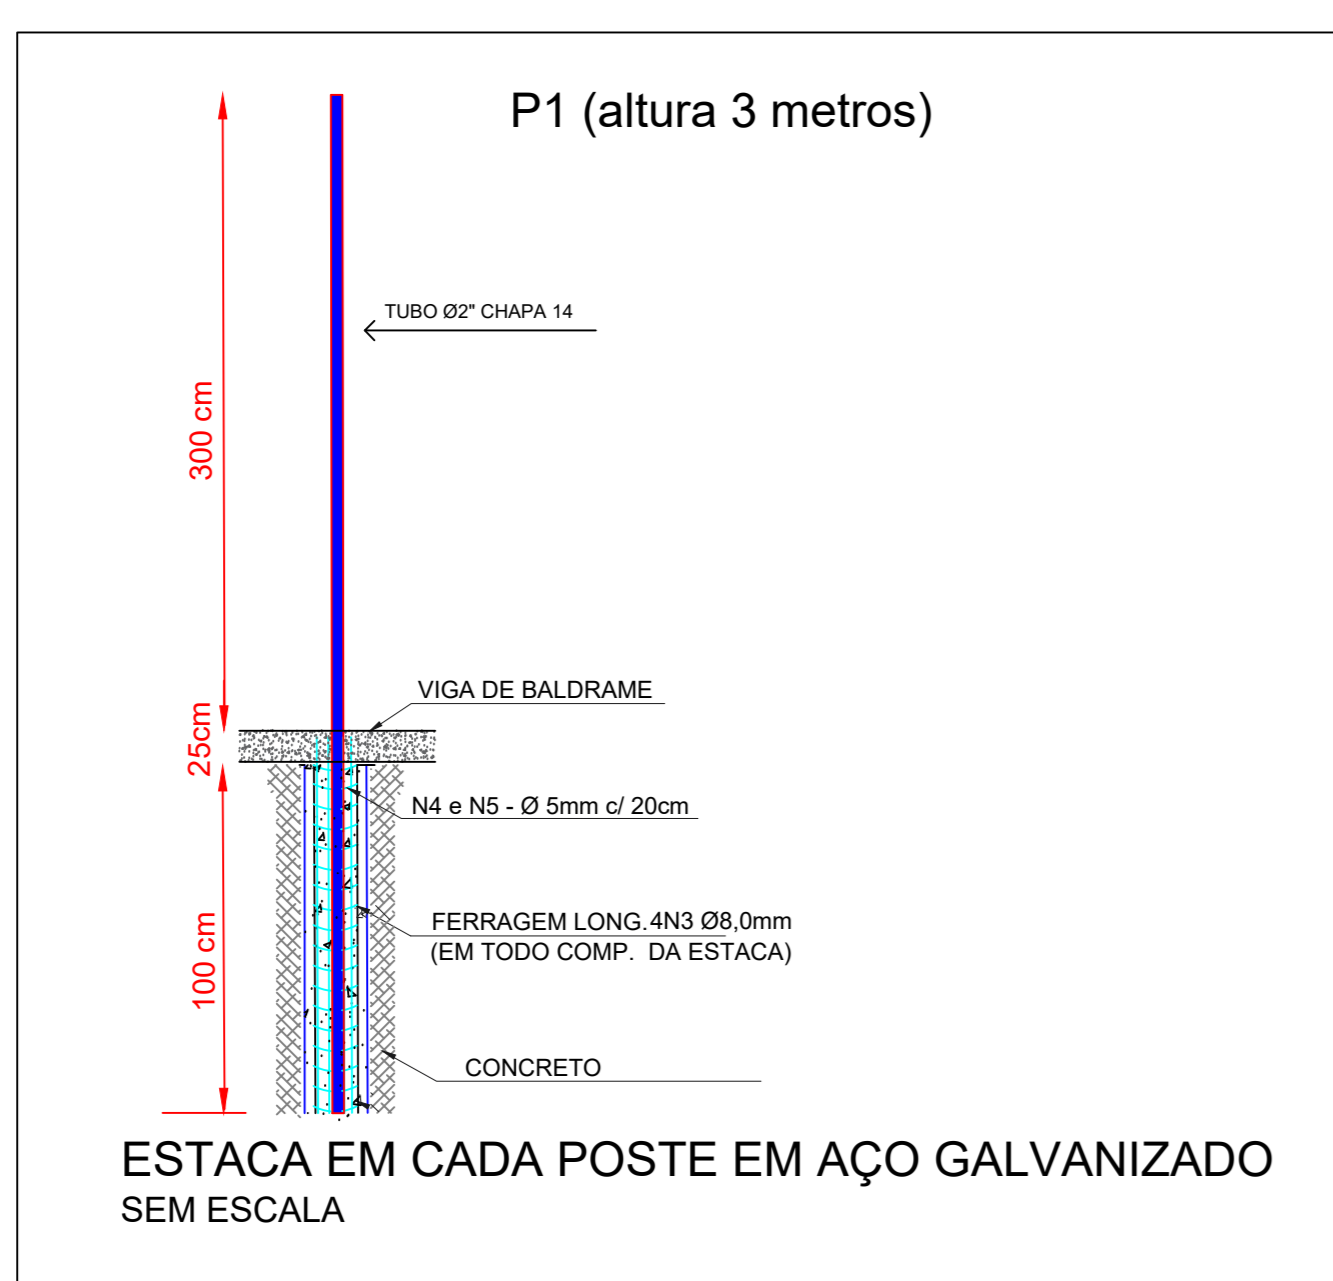 P1 (altura 3 metros)
TUBO Ø2" CHAPA 14
300 cm
VIGA DE BALDRAME
25cm
N4 e N5 - Ø 5mm c/ 20cm
FERRAGEM LONG.4N3 Ø8,0mm
(EM TODO COMP. DA ESTACA)
100 cm
CONCRETO
ESTACA EM CADA POSTE EM AÇO GALVANIZADO
SEM ESCALA